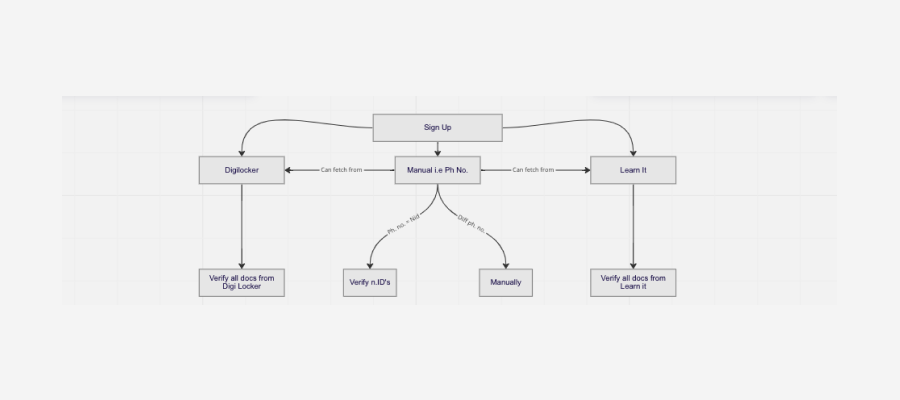 Sign Up
Digilocker
Can fetch from
Manual i.e Ph No.
Can fetch from
Learn It
Ph. no. = Nid
Diff ph. no.
Verify all docs from
Digi Locker
Verify n.ID's
Manually
Verify all docs from
Learn it